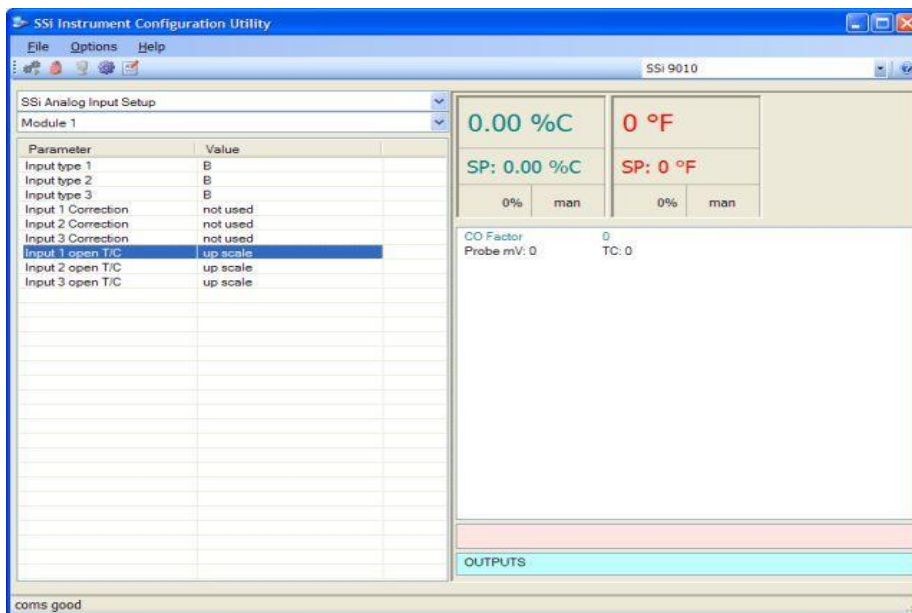 SSi Instrument Configuration Utility
File Options Help
SSi 9010
SSi Analog Input Setup
Module 1
Parameter Value
Input type 1 B
Input type 2 B
Input type 3 B
Input 1 Correction not used
Input 2 Correction not used
Input 3 Correction not used
Input 1 open T/C up scale
Input 2 open T/C up scale
Input 3 open T/C up scale
0.00 %C
SP: 0.00 %C
0% man
0 °F
SP: 0 °F
0% man
CO Factor 0
Probe mV: 0 TC: 0
OUTPUTS
coms good